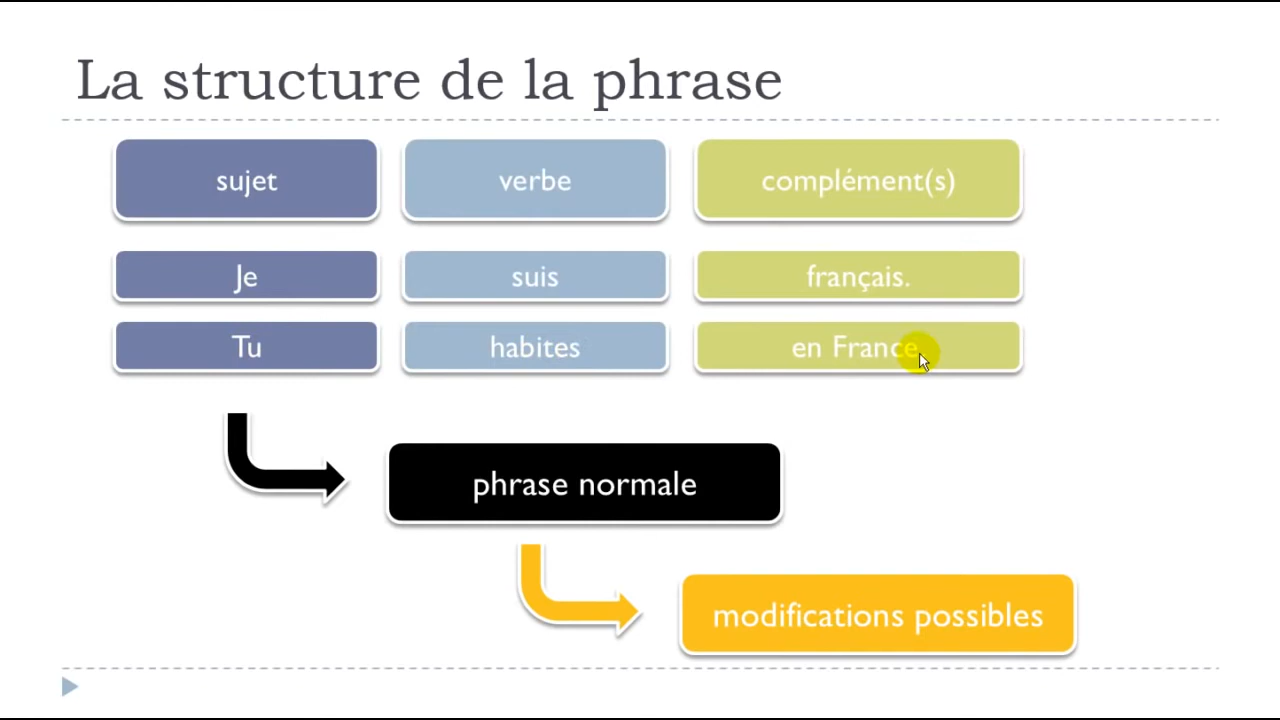 La structure de la phrase
sujet verbe complément(s)
Je suis français.
Tu habites en France
phrase normale
modifications possibles